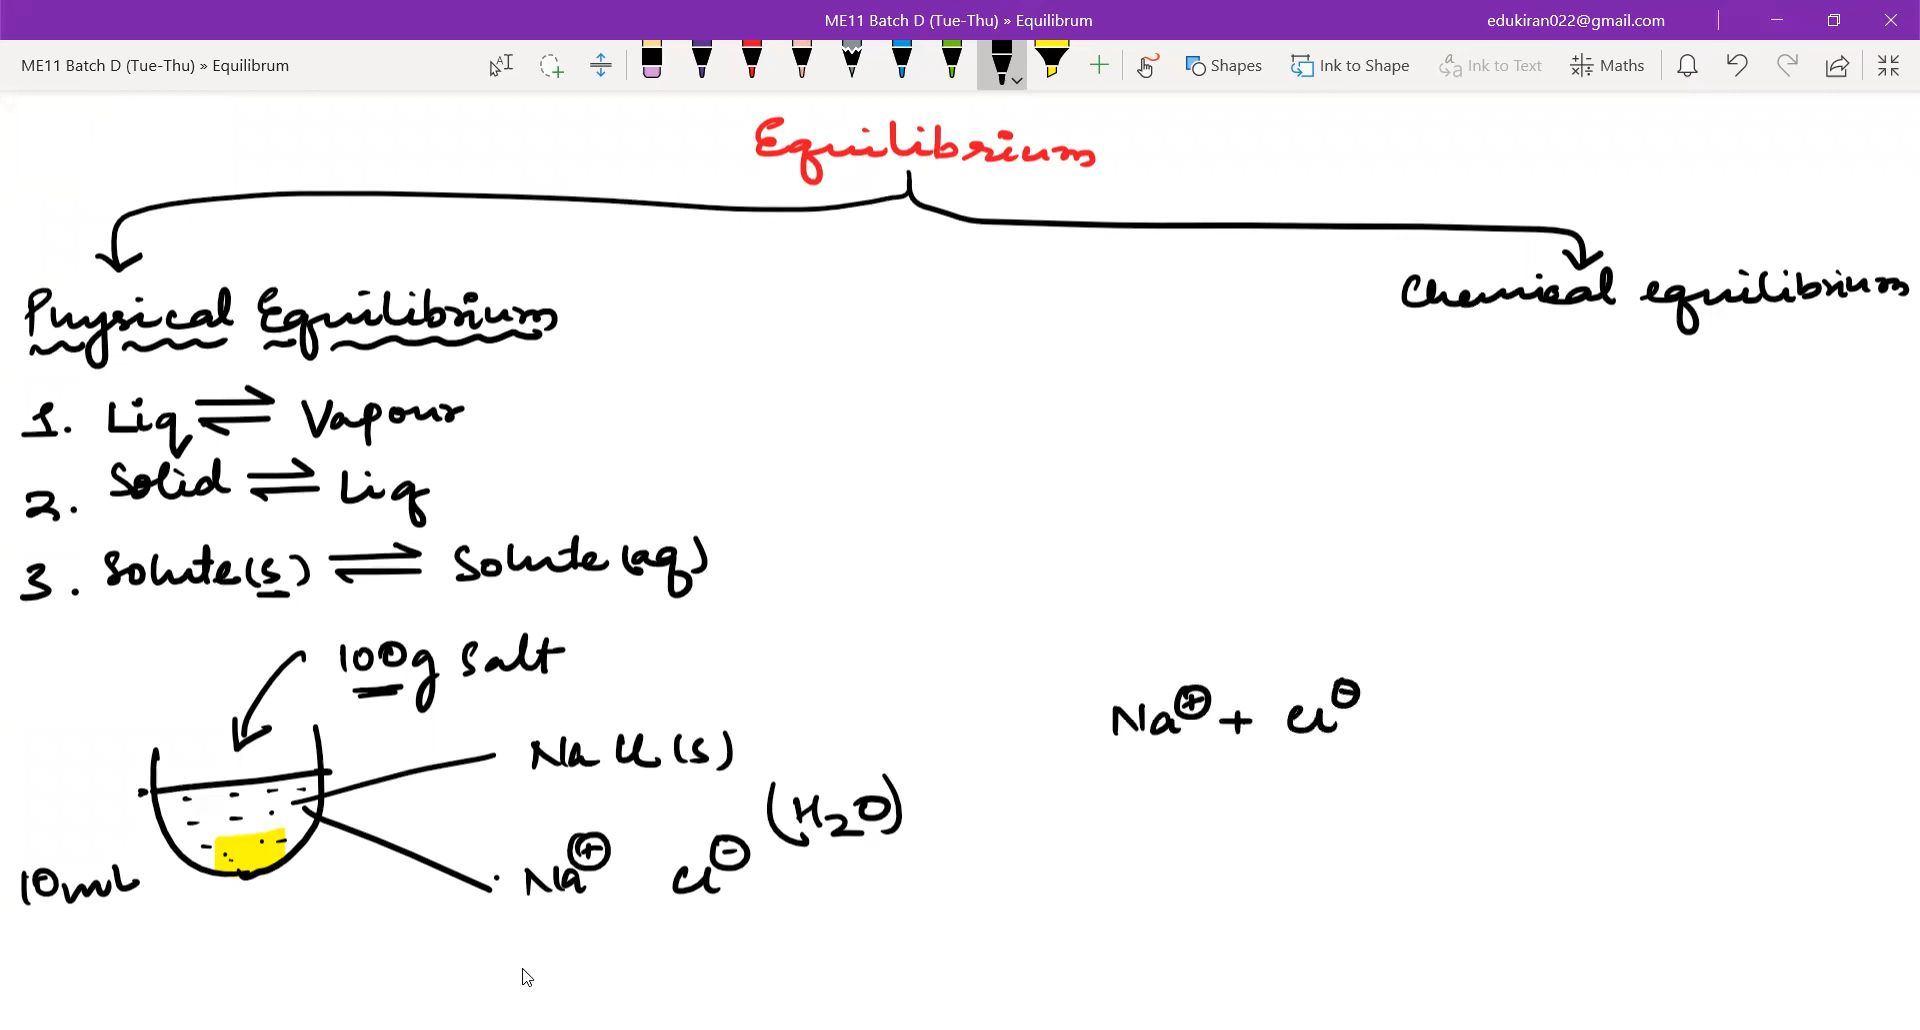 ME11 Batch D (Tue-Thu) » Equilibrum
edukiran022@gmail.com
ME11 Batch D (Tue-Thu) » Equilibrum
Shapes
Ink to Shape
Ink to Text
Maths
Equilibrium
Physical Equilibrium
Chemical equilibrium
1. Liq ⇌ Vapour
2. Solid ⇌ Liq
3. Solute(s) ⇌ Solute(aq)
100g Salt
Na⊕ + Cl⊖
NaCl(s)
(H2O)
10mL
Na⊕ Cl⊖